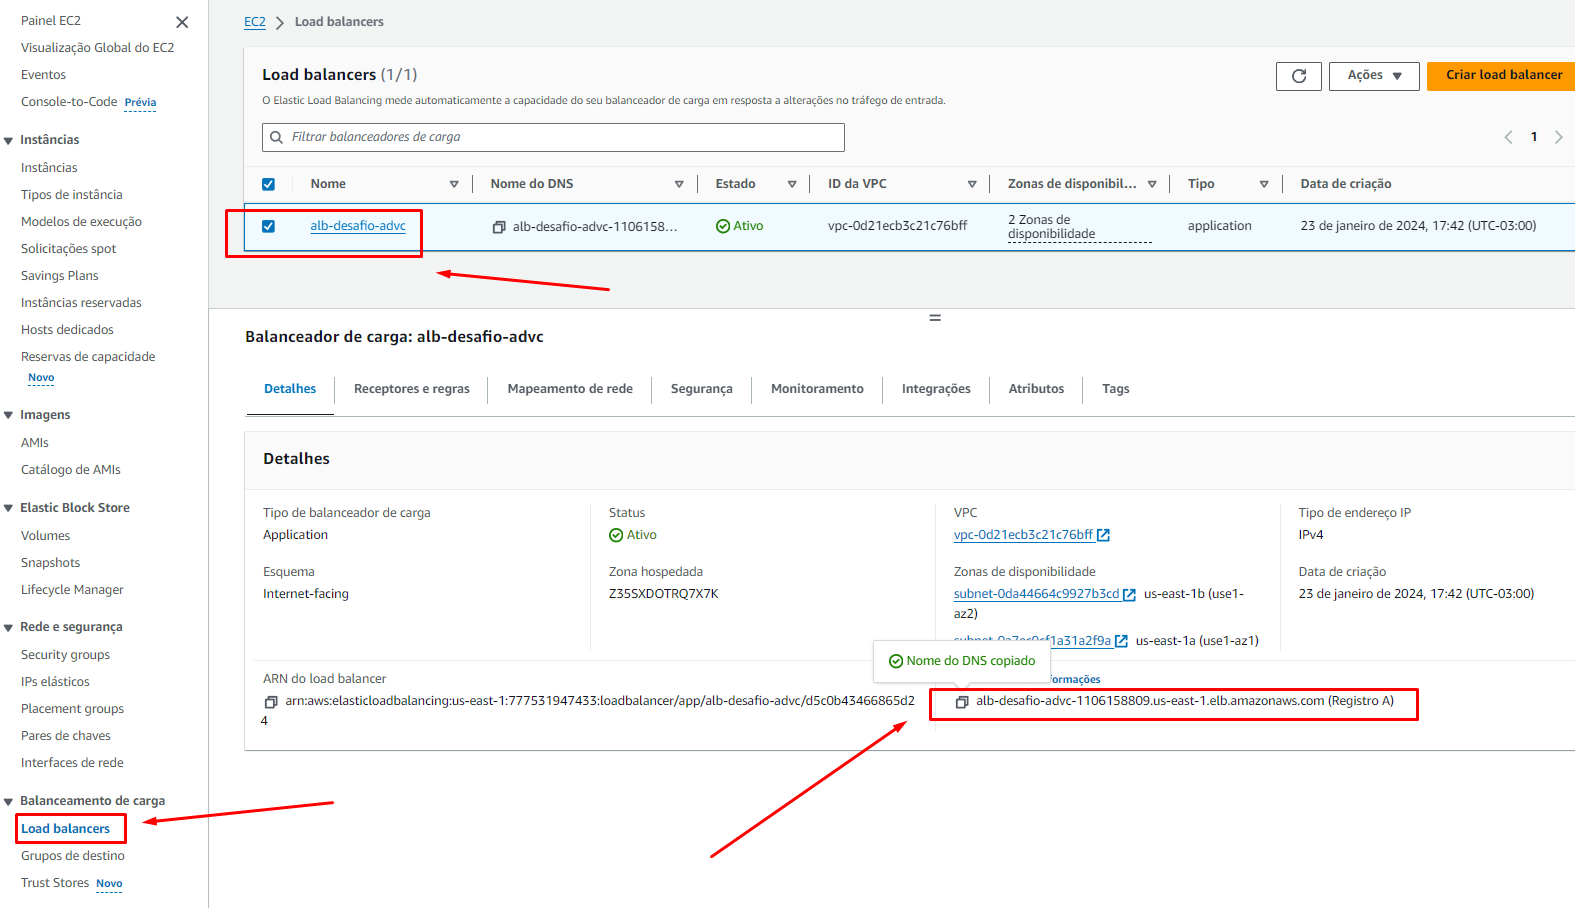 Painel EC2
Visualização Global do EC2
Eventos
Console-to-Code Prévia
Instâncias
Instâncias
Tipos de instância
Modelos de execução
Solicitações spot
Savings Plans
Instâncias reservadas
Hosts dedicados
Reservas de capacidade
Novo
Imagens
AMIs
Catálogo de AMIs
Elastic Block Store
Volumes
Snapshots
Lifecycle Manager
Rede e segurança
Security groups
IPs elásticos
Placement groups
Pares de chaves
Interfaces de rede
Balanceamento de carga
Load balancers
Grupos de destino
Trust Stores Novo
EC2 Load balancers
Load balancers (1/1)
Ações
Criar load balancer
O Elastic Load Balancing mede automaticamente a capacidade do seu balanceador de carga em resposta a alterações no tráfego de entrada.
Filtrar balanceadores de carga
1
Nome Nome do DNS Estado ID da VPC Zonas de disponibil... Tipo Data de criação
alb-desafio-advc alb-desafio-advc-1106158... Ativo vpc-0d21ecb3c21c76bff 2 Zonas de disponibilidade application 23 de janeiro de 2024, 17:42 (UTC-03:00)
Balanceador de carga: alb-desafio-advc
Detalhes Receptores e regras Mapeamento de rede Segurança Monitoramento Integrações Atributos Tags
Detalhes
Tipo de balanceador de carga
Application
Status
Ativo
VPC
vpc-0d21ecb3c21c76bff
Tipo de endereço IP
IPv4
Esquema
Internet-facing
Zona hospedada
Z35SXDOTRQ7X7K
Zonas de disponibilidade
subnet-0da44664c9927b3cd us-east-1b (use1-
az2)
us-east-1a (use1-az1)
Data de criação
23 de janeiro de 2024, 17:42 (UTC-03:00)
Nome do DNS copiado
ARN do load balancer
arn:aws:elasticloadbalancing:us-east-1:777531947433:loadbalancer/app/alb-desafio-advc/d5c0b43466865d2
4
formações
alb-desafio-advc-1106158809.us-east-1.elb.amazonaws.com (Registro A)